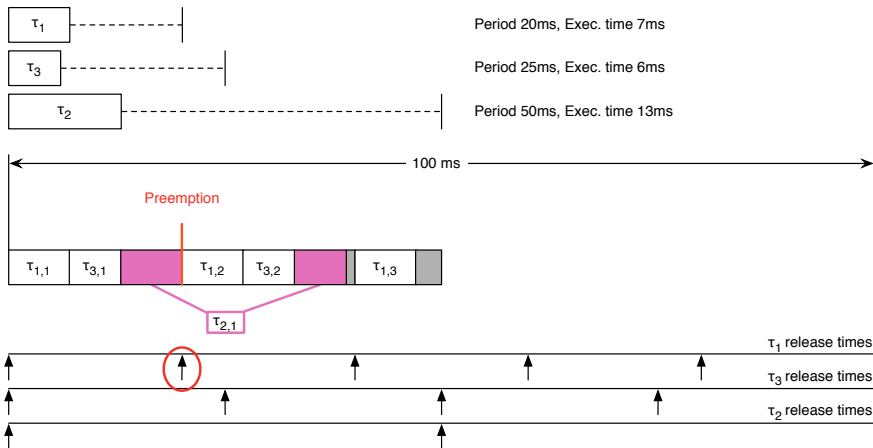 τ1
Period 20ms, Exec. time 7ms
τ3
Period 25ms, Exec. time 6ms
τ2
Period 50ms, Exec. time 13ms
100 ms
Preemption
τ1,1
τ3,1
τ1,2
τ3,2
τ1,3
τ2,1
τ1 release times
τ3 release times
τ2 release times